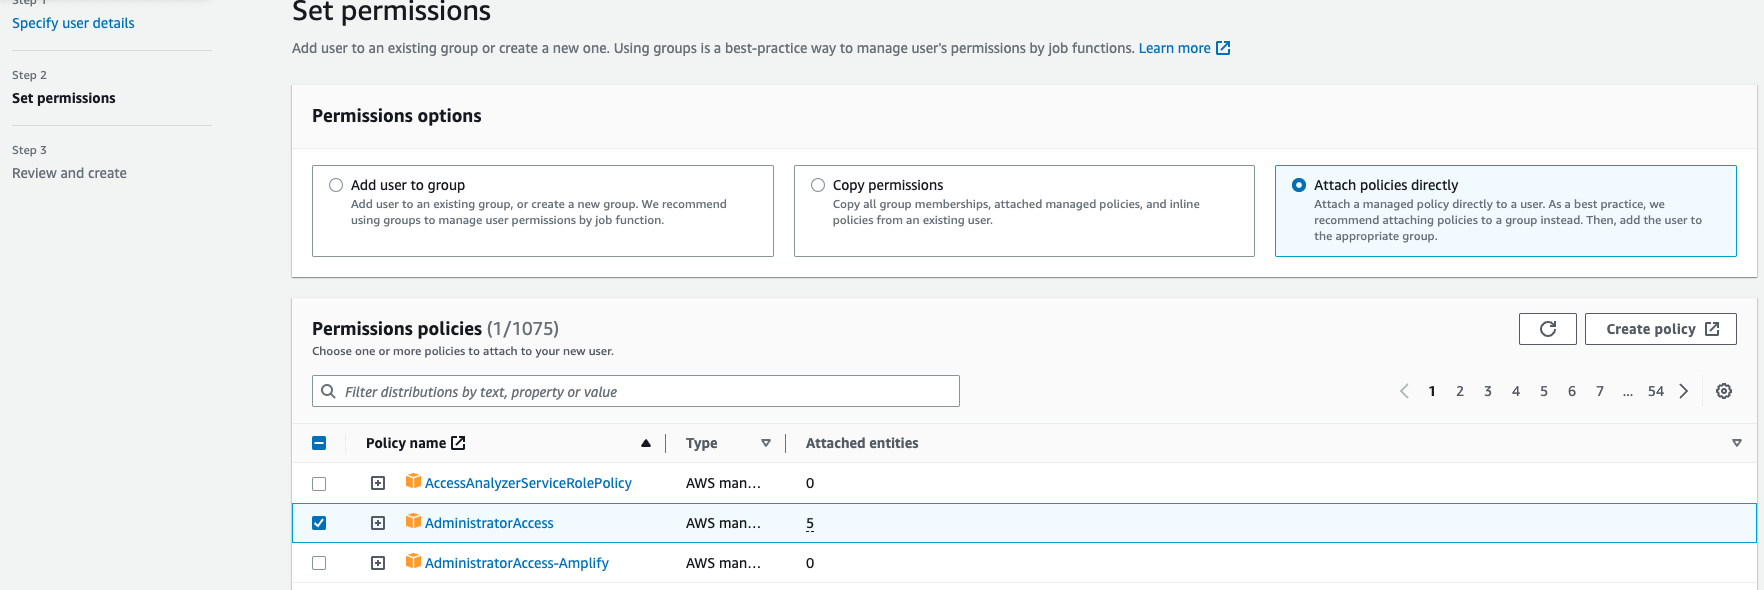 Step 1
Specify user details
Step 2
Set permissions
Step 3
Review and create
Set permissions
Add user to an existing group or create a new one. Using groups is a best-practice way to manage user's permissions by job functions. Learn more
Permissions options
Add user to group
Add user to an existing group, or create a new group. We recommend
using groups to manage user permissions by job function.
Copy permissions
Copy all group memberships, attached managed policies, and inline
policies from an existing user.
Attach policies directly
Attach a managed policy directly to a user. As a best practice, we
recommend attaching policies to a group instead. Then, add the user to
the appropriate group.
Permissions policies (1/1075)
Choose one or more policies to attach to your new user.
Create policy
Filter distributions by text, property or value
1 2 3 4 5 6 7 ... 54
Policy name Type Attached entities
AccessAnalyzerServiceRolePolicy AWS man... 0
AdministratorAccess AWS man... 5
AdministratorAccess-Amplify AWS man... 0